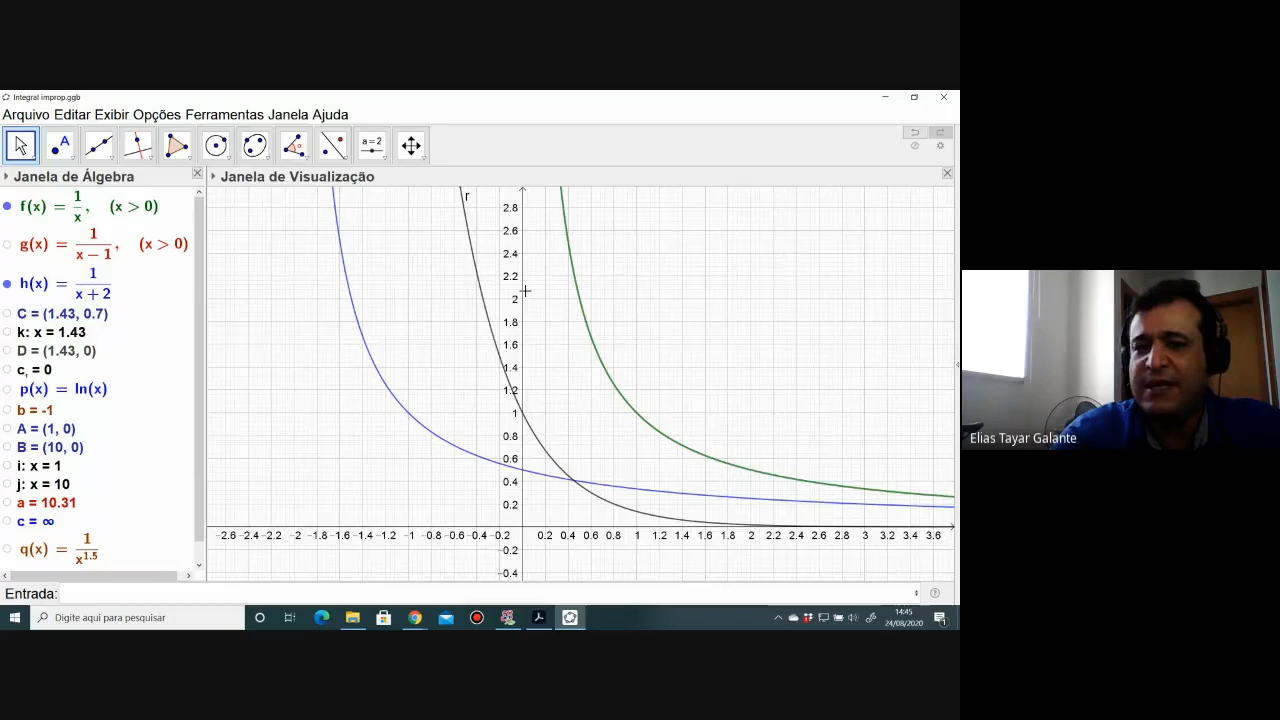 Integral improp.ggb
Arquivo Editar Exibir Opções Ferramentas Janela Ajuda
A
a=2
Janela de Álgebra
Janela de Visualização
f(x) = 1/x, (x > 0)
g(x) = 1/(x − 1), (x > 0)
h(x) = 1/(x + 2)
C = (1.43, 0.7)
k: x = 1.43
D = (1.43, 0)
c, = 0
p(x) = ln(x)
b = -1
A = (1, 0)
B = (10, 0)
i: x = 1
j: x = 10
a = 10.31
c = ∞
q(x) = 1/x^1.5
r
2.8
2.6
2.4
2.2
2
1.8
1.6
1.4
1.2
1
0.8
0.6
0.4
0.2
-2.6 -2.4 -2.2 -2 -1.8 -1.6 -1.4 -1.2 -1 -0.8 -0.6 -0.4 -0.2 0.2 0.4 0.6 0.8 1 1.2 1.4 1.6 1.8 2 2.2 2.4 2.6 2.8 3 3.2 3.4 3.6
-0.2
-0.4
Elias Tayar Galante
Entrada:
Digite aqui para pesquisar
14:45
24/08/2020